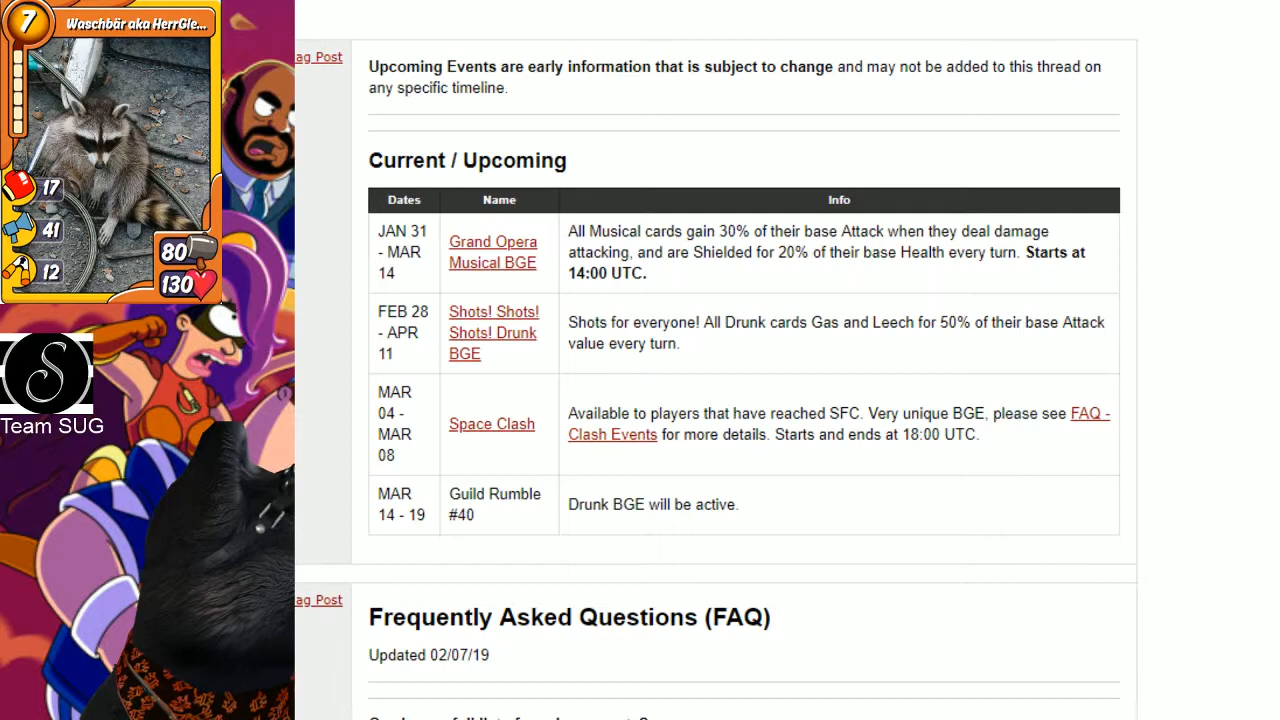 7
Waschbär aka HerrGle...
17
41
12
80
130
Team SUG
ag Post
Upcoming Events are early information that is subject to change and may not be added to this thread on
any specific timeline.
Current / Upcoming
Dates Name Info
JAN 31
- MAR
14
Grand Opera
Musical BGE
All Musical cards gain 30% of their base Attack when they deal damage
attacking, and are Shielded for 20% of their base Health every turn. Starts at
14:00 UTC.
FEB 28
- APR
11
Shots! Shots!
Shots! Drunk
BGE
Shots for everyone! All Drunk cards Gas and Leech for 50% of their base Attack
value every turn.
MAR
04 -
MAR
08
Space Clash
Available to players that have reached SFC. Very unique BGE, please see FAQ -
Clash Events for more details. Starts and ends at 18:00 UTC.
MAR
14 - 19
Guild Rumble
#40
Drunk BGE will be active.
ag Post
Frequently Asked Questions (FAQ)
Updated 02/07/19